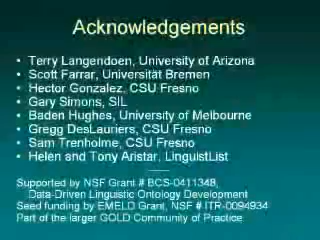 Acknowledgements
• Terry Langendoen, University of Arizona
• Scott Farrar, Universität Bremen
• Hector Gonzalez, CSU Fresno
• Gary Simons, SIL
• Baden Hughes, University of Melbourne
• Gregg DesLauriers, CSU Fresno
• Sam Trenholme, CSU Fresno
• Helen and Tony Aristar, LinguistList
Supported by NSF Grant # BCS-0411348,
Data-Driven Linguistic Ontology Development
Seed funding by EMELD Grant, NSF # ITR-0094934
Part of the larger GOLD Community of Practice